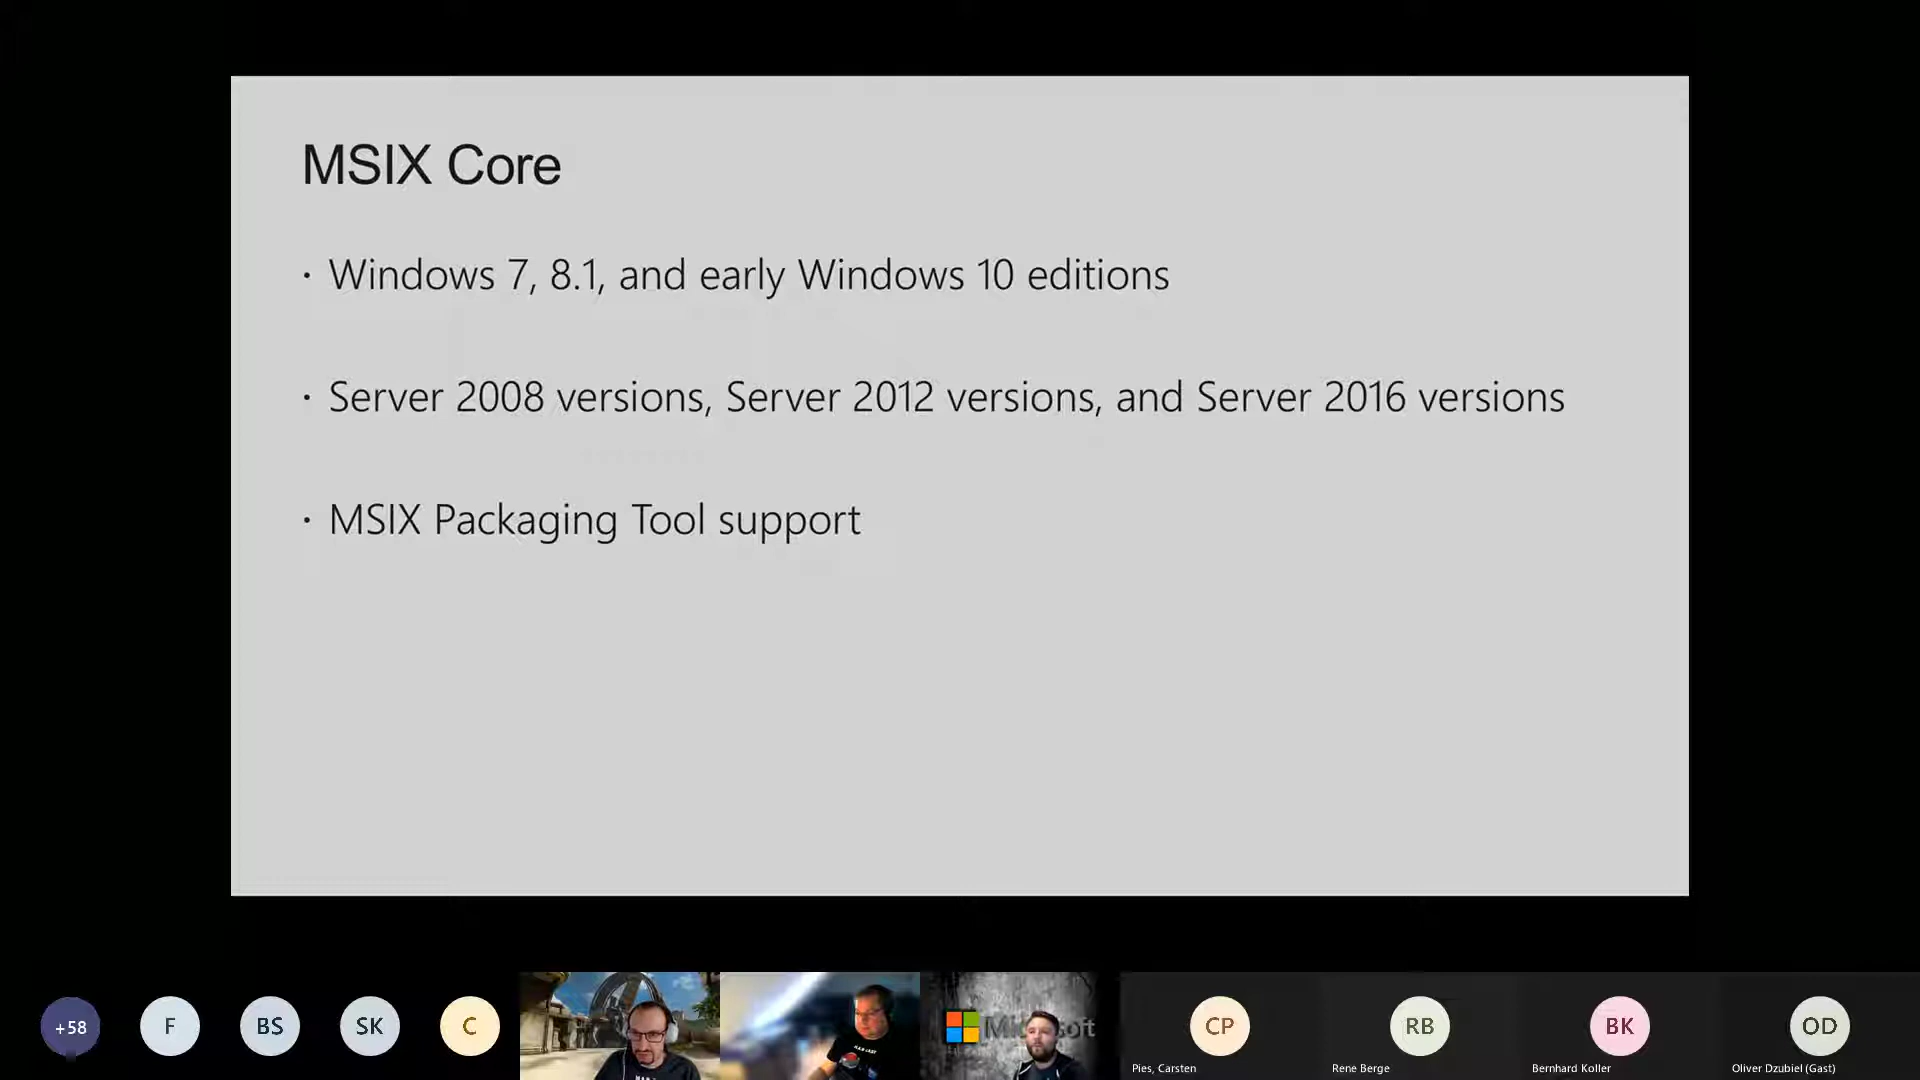 MSIX Core
· Windows 7, 8.1, and early Windows 10 editions
· Server 2008 versions, Server 2012 versions, and Server 2016 versions
· MSIX Packaging Tool support
+58
F
BS
SK
C
Microsoft
CP
RB
BK
OD
Pies, Carsten
Rene Berge
Bernhard Koller
Oliver Dzubiel (Gast)